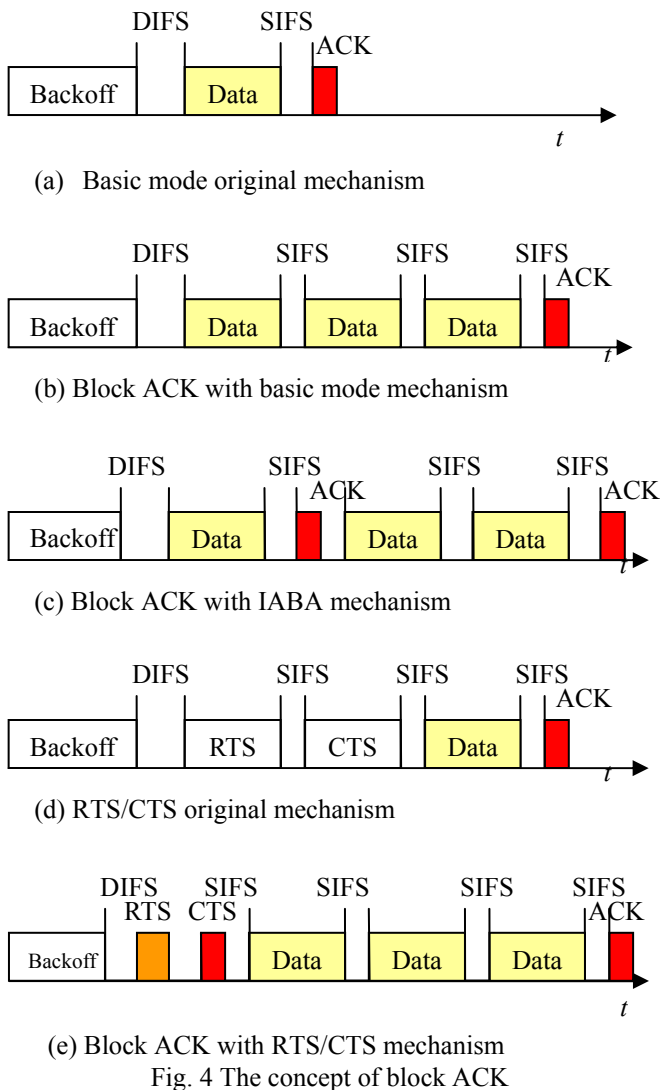 DIFS SIFS
ACK
Backoff Data
t
(a) Basic mode original mechanism
DIFS SIFS SIFS SIFS
ACK
Backoff Data Data Data
t
(b) Block ACK with basic mode mechanism
DIFS SIFS SIFS SIFS
ACK ACK
Backoff Data Data Data
t
(c) Block ACK with IABA mechanism
DIFS SIFS SIFS SIFS
ACK
Backoff RTS CTS Data
t
(d) RTS/CTS original mechanism
DIFS SIFS SIFS SIFS SIFS
RTS CTS ACK
Backoff Data Data Data
t
(e) Block ACK with RTS/CTS mechanism
Fig. 4 The concept of block ACK